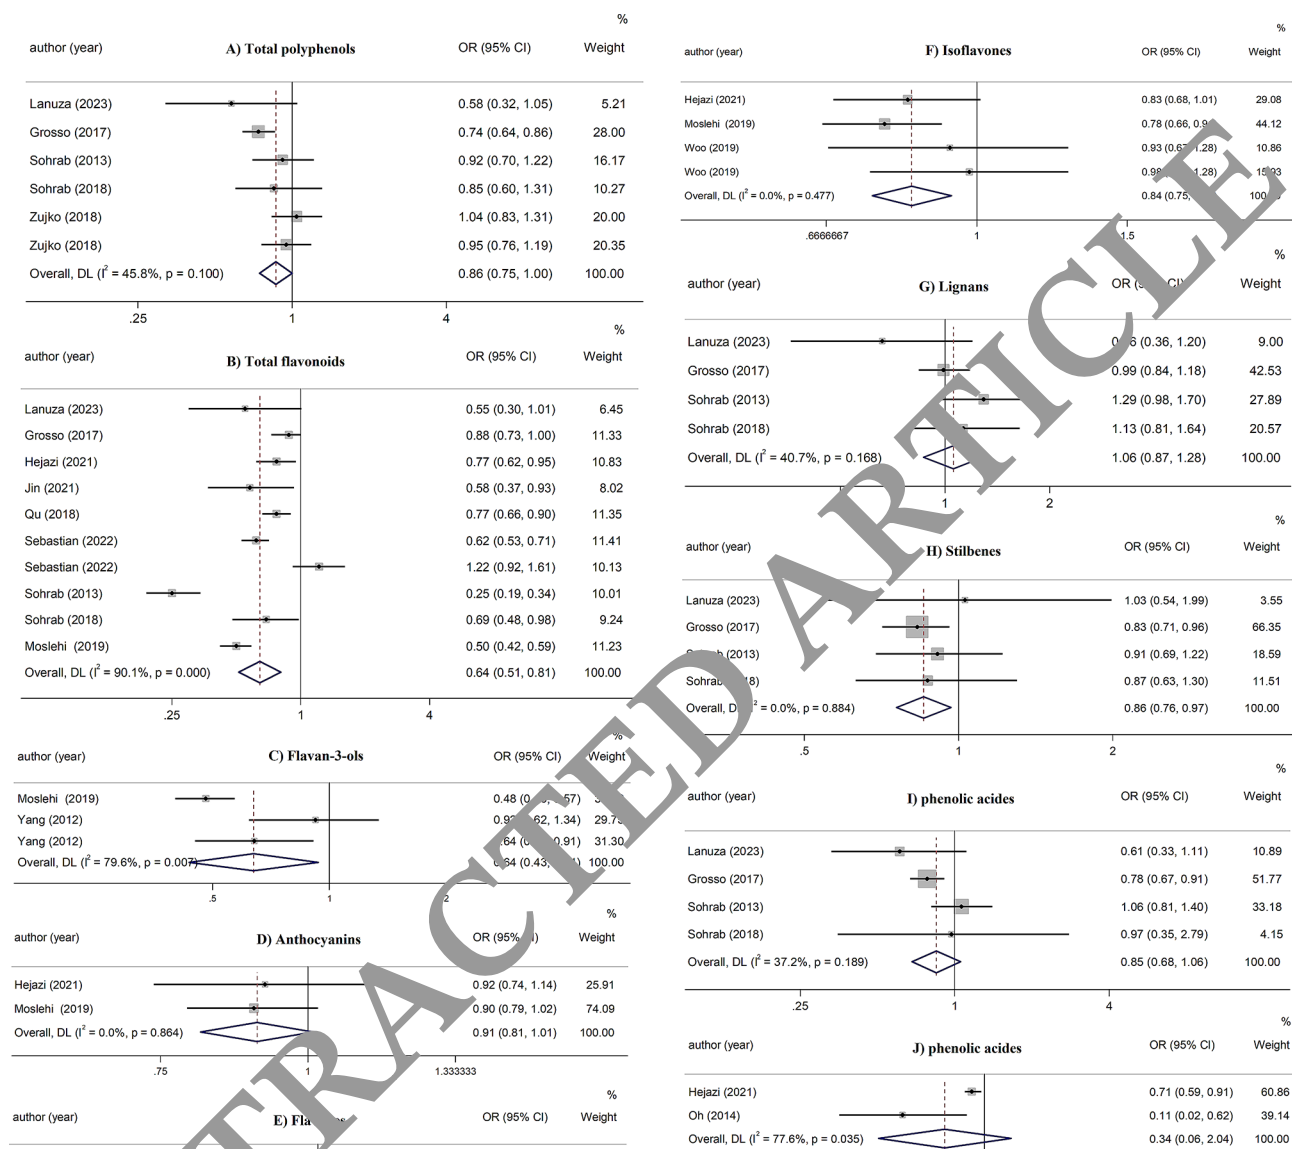 %
author (year) A) Total polyphenols OR (95% CI) Weight
Lanuza (2023) 0.58 (0.32, 1.05) 5.21
Grosso (2017) 0.74 (0.64, 0.86) 28.00
Sohrab (2013) 0.92 (0.70, 1.22) 16.17
Sohrab (2018) 0.85 (0.60, 1.31) 10.27
Zujko (2018) 1.04 (0.83, 1.31) 20.00
Zujko (2018) 0.95 (0.76, 1.19) 20.35
Overall, DL (I² = 45.8%, p = 0.100) 0.86 (0.75, 1.00) 100.00
.25 1 4
%
author (year) B) Total flavonoids OR (95% CI) Weight
Lanuza (2023) 0.55 (0.30, 1.01) 6.45
Grosso (2017) 0.88 (0.73, 1.00) 11.33
Hejazi (2021) 0.77 (0.62, 0.95) 10.83
Jin (2021) 0.58 (0.37, 0.93) 8.02
Qu (2018) 0.77 (0.66, 0.90) 11.35
Sebastian (2022) 0.62 (0.53, 0.71) 11.41
Sebastian (2022) 1.22 (0.92, 1.61) 10.13
Sohrab (2013) 0.25 (0.19, 0.34) 10.01
Sohrab (2018) 0.69 (0.48, 0.98) 9.24
Moslehi (2019) 0.50 (0.42, 0.59) 11.23
Overall, DL (I² = 90.1%, p = 0.000) 0.64 (0.51, 0.81) 100.00
.25 1 4
%
author (year) C) Flavan-3-ols OR (95% CI) Weight
Moslehi (2019) 0.48
Yang (2012) 1.34)
Yang (2012) 0.91) 31.30
Overall, DL (I² = 79.6%, p = 0.007) 100.00
.5 1
%
author (year) D) Anthocyanins OR (95% Weight
Hejazi (2021) 0.92 (0.74, 1.14) 25.91
Moslehi (2019) 0.90 (0.79, 1.02) 74.09
Overall, DL (I² = 0.0%, p = 0.864) 0.91 (0.81, 1.01) 100.00
.75 1 1.333333
%
author (year) E) OR (95% CI) Weight
%
author (year) F) Isoflavones OR (95% CI) Weight
Hejazi (2021) 0.83 (0.68, 1.01) 29.08
Moslehi (2019) 0.78 (0.66, 44.12
Woo (2019) 0.93 1.28) 10.86
Woo (2019) 1.28)
Overall, DL (I² = 0.0%, p = 0.477) 0.84 (0.75,
.6666667 1 1.5
%
author (year) G) Lignans OR Weight
Lanuza (2023) (0.36, 1.20) 9.00
Grosso (2017) 0.99 (0.84, 1.18) 42.53
Sohrab (2013) 1.29 (0.98, 1.70) 27.89
Sohrab (2018) 1.13 (0.81, 1.64) 20.57
Overall, DL (I² = 40.7%, p = 0.168) 1.06 (0.87, 1.28) 100.00
1 2
%
author (year) H) Stilbenes OR (95% CI) Weight
Lanuza (2023) 1.03 (0.54, 1.99) 3.55
Grosso (2017) 0.83 (0.71, 0.96) 66.35
(2013) 0.91 (0.69, 1.22) 18.59
Sohrab 0.87 (0.63, 1.30) 11.51
Overall, = 0.0%, p = 0.884) 0.86 (0.76, 0.97) 100.00
.5 1 2
%
author (year) I) phenolic acides OR (95% CI) Weight
Lanuza (2023) 0.61 (0.33, 1.11) 10.89
Grosso (2017) 0.78 (0.67, 0.91) 51.77
Sohrab (2013) 1.06 (0.81, 1.40) 33.18
Sohrab (2018) 0.97 (0.35, 2.79) 4.15
Overall, DL (I² = 37.2%, p = 0.189) 0.85 (0.68, 1.06) 100.00
.25 1 4
%
author (year) J) phenolic acides OR (95% CI) Weight
Hejazi (2021) 0.71 (0.59, 0.91) 60.86
Oh (2014) 0.11 (0.02, 0.62) 39.14
Overall, DL (I² = 77.6%, p = 0.035) 0.34 (0.06, 2.04) 100.00
TRACTED ARTICLE